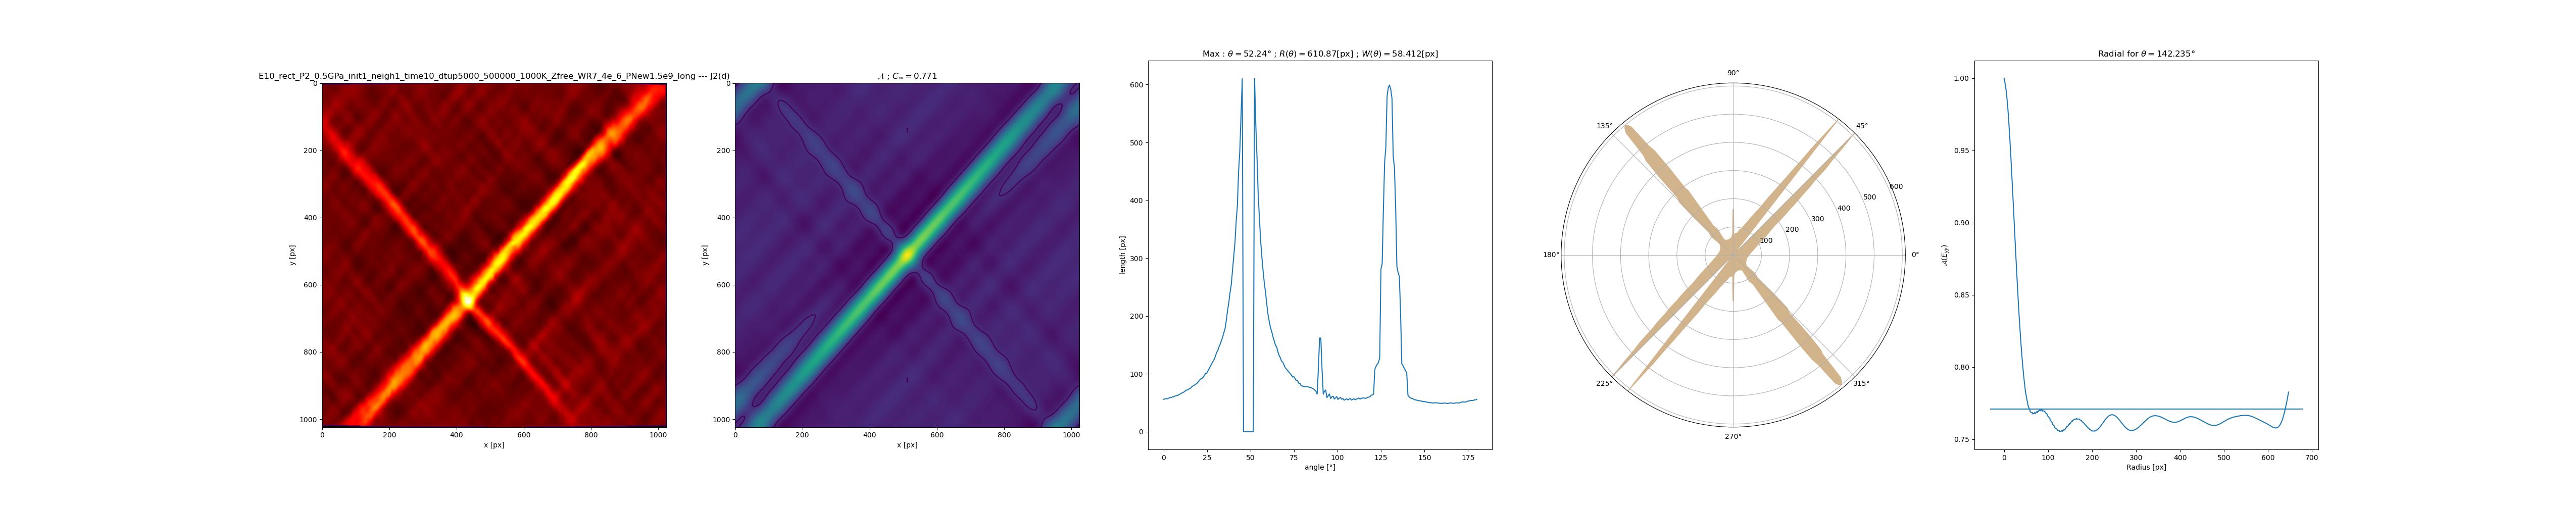 E10_rect_P2_0.5GPa_init1_neigh1_time10_dtup5000_500000_1000K_Zfree_WR7_4e_6_PNew1.5e9_long --- J2(d)
0
200
400
600
800
1000
y [px]
0 200 400 600 800 1000
x [px]
𝒜 ; C∞ = 0.771
0
200
400
600
800
1000
y [px]
0 200 400 600 800 1000
x [px]
Max : θ = 52.24° ; R(θ) = 610.87[px] ; W(θ) = 58.412[px]
600
500
400
300
200
100
0
length [px]
0 25 50 75 100 125 150 175
angle [°]
90°
135° 45°
180° 0°
225° 315°
270°
100 200 300 400 500 600
Radial for θ = 142.235°
1.00
0.95
0.90
0.85
0.80
0.75
0 100 200 300 400 500 600 700
Radius [px]